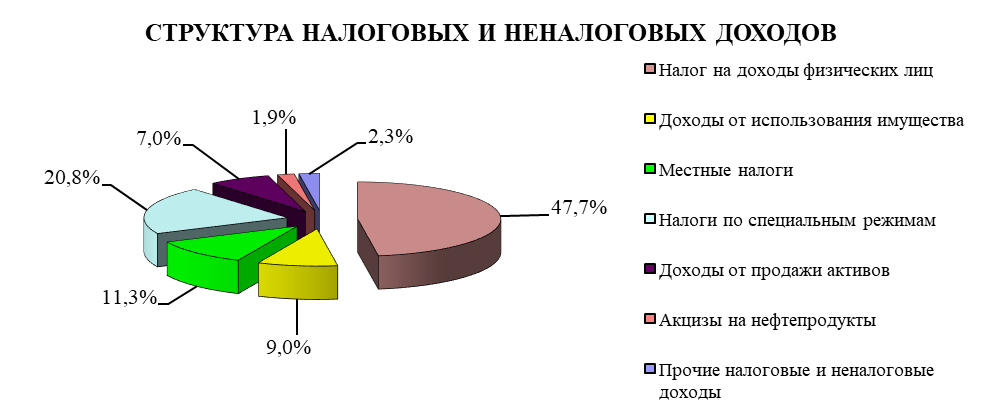 СТРУКТУРА НАЛОГОВЫХ И НЕНАЛОГОВЫХ ДОХОДОВ
Налог на доходы физических лиц
Доходы от использования имущества
Местные налоги
Налоги по специальным режимам
Доходы от продажи активов
Акцизы на нефтепродукты
Прочие налоговые и неналоговые
доходы
1,9%
2,3%
7,0%
20,8%
47,7%
11,3%
9,0%